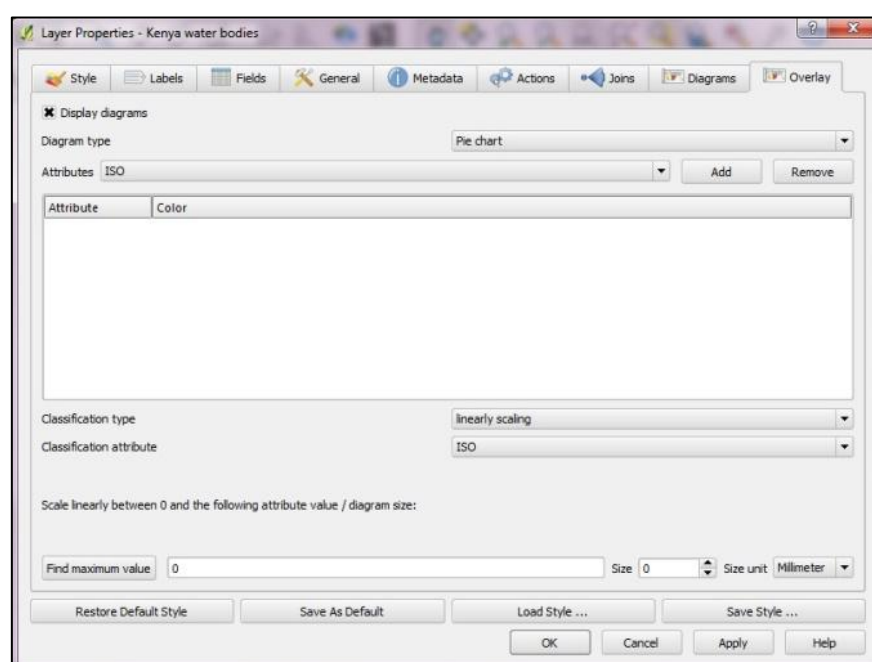 Layer Properties - Kenya water bodies
Style Labels Fields General Metadata Actions Joins Diagrams Overlay
Display diagrams
Diagram type Pie chart
Attributes ISO Add Remove
Attribute Color
Classification type linearly scaling
Classification attribute ISO
Scale linearly between 0 and the following attribute value / diagram size:
Find maximum value 0 Size 0 Size unit Millimeter
Restore Default Style Save As Default Load Style ... Save Style ...
OK Cancel Apply Help